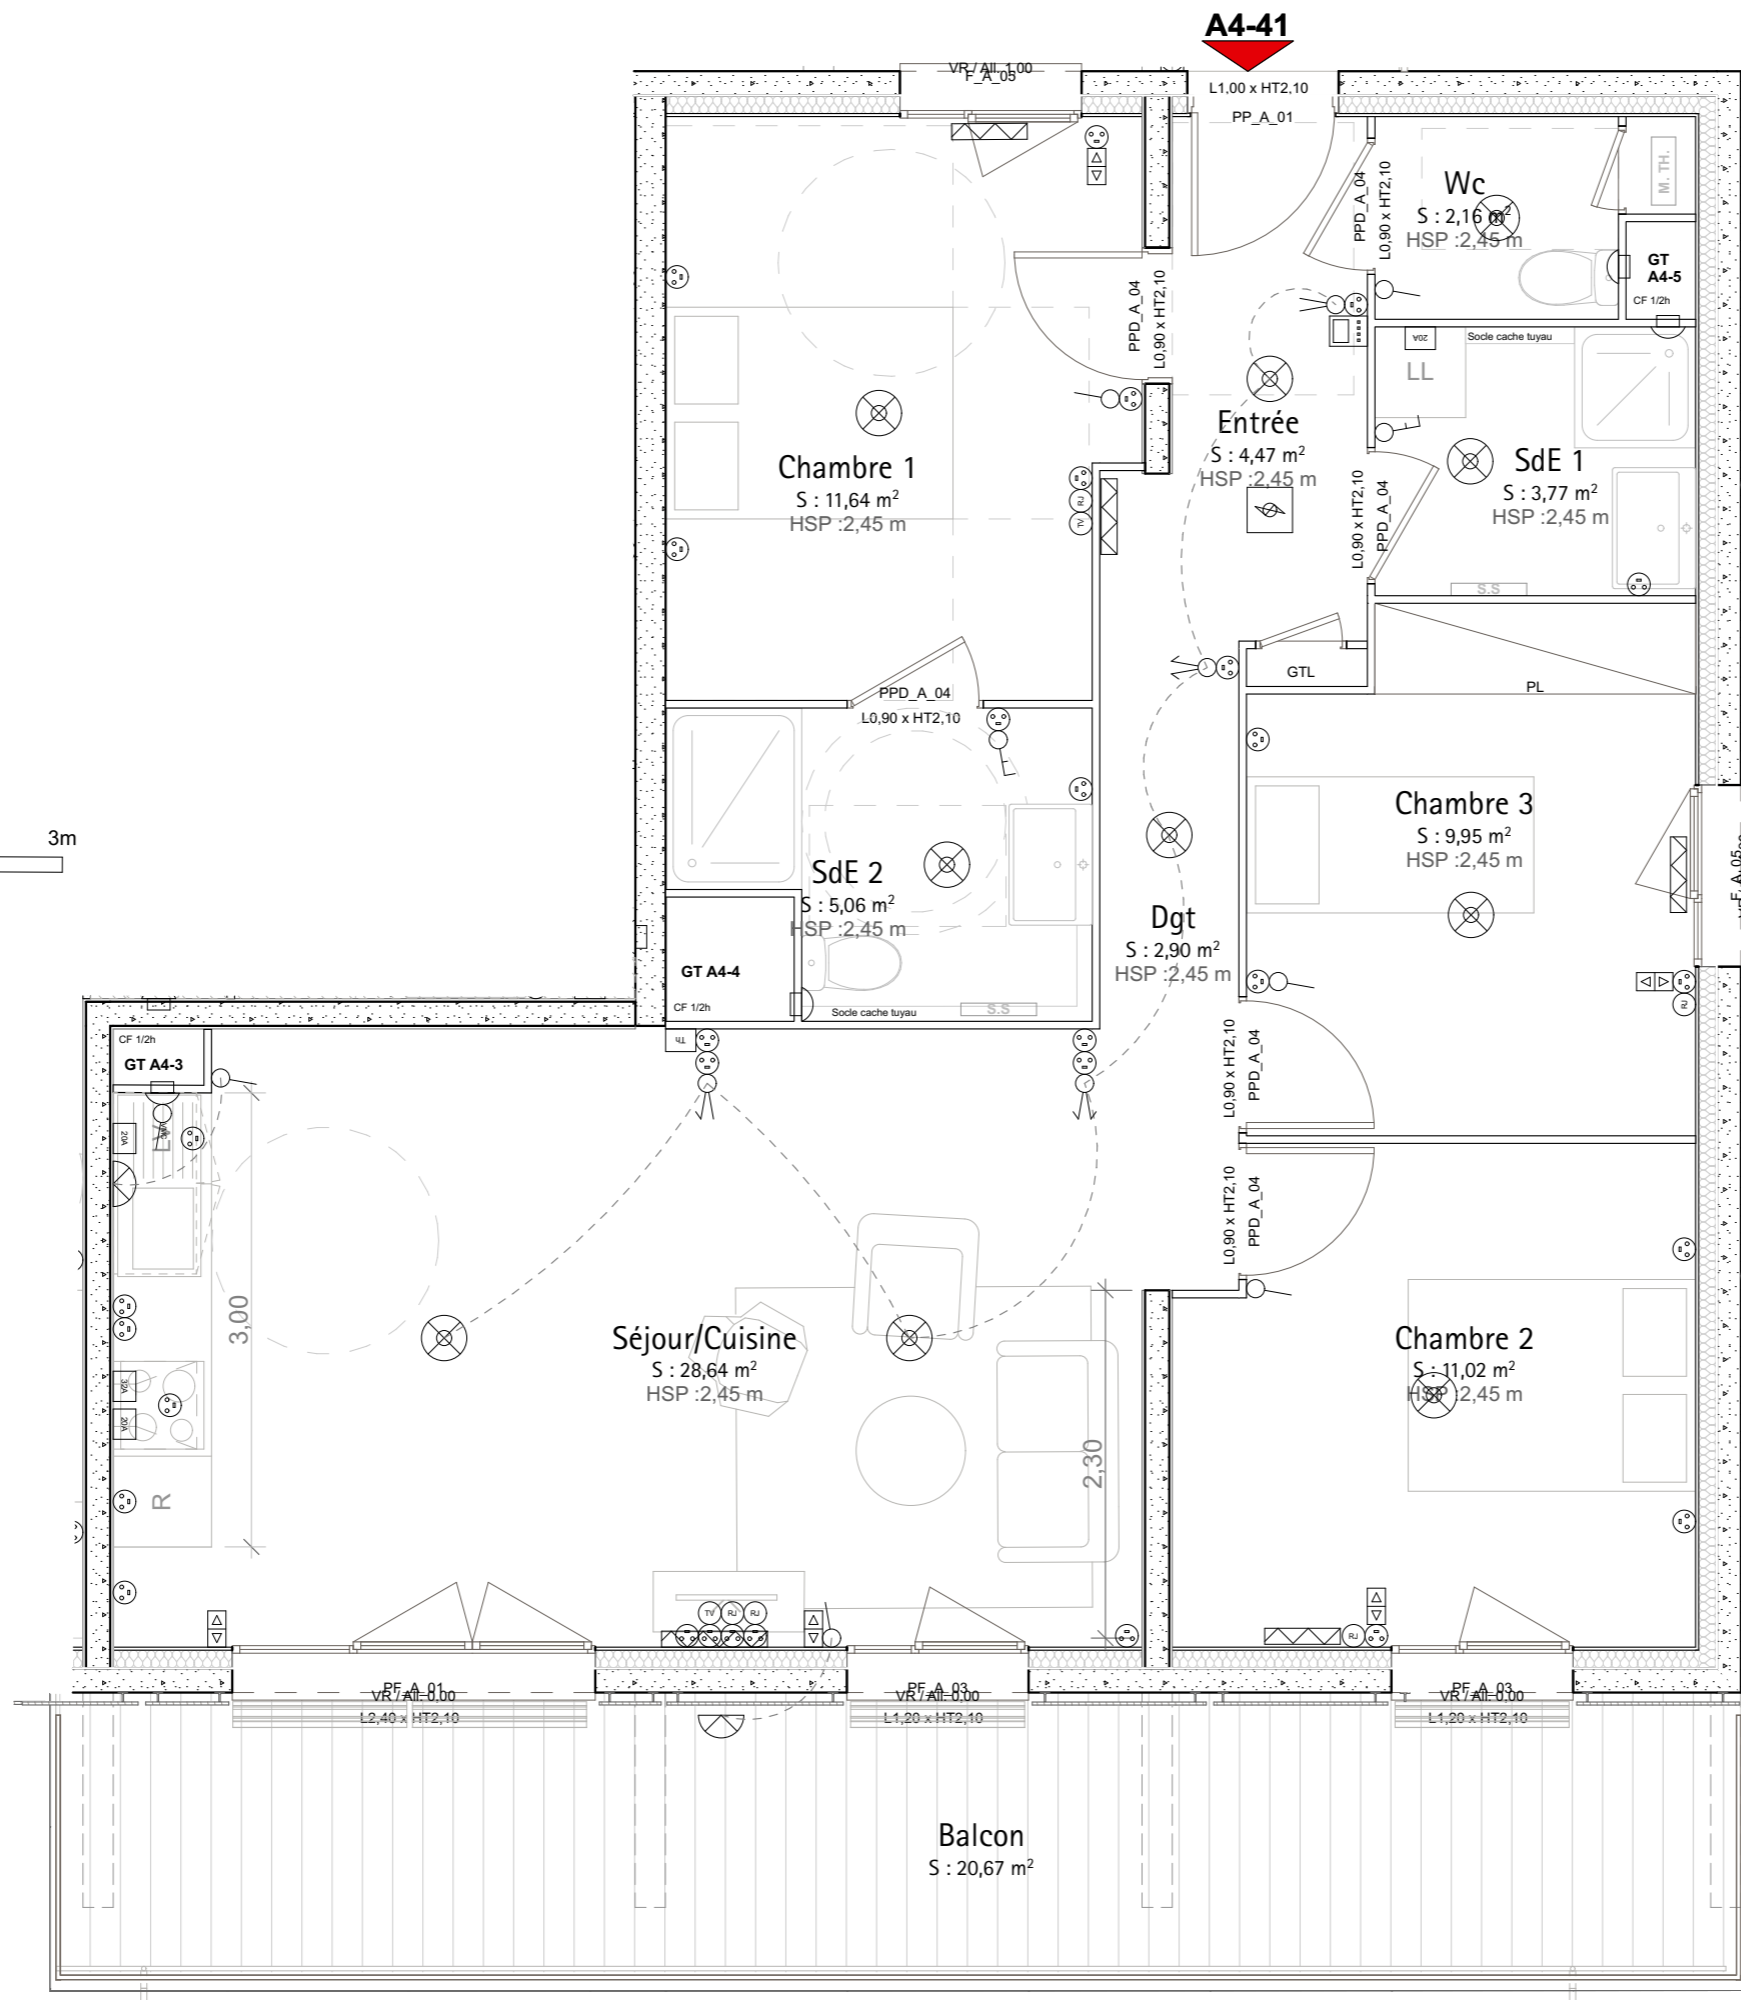 A4-41
VR / All. 1,00
F_A_05
L1,00 x HT2,10
PP_A_01
PPD_A_04
L0,90 x HT2,10
Wc
S : 2,16 m²
HSP :2,45 m
M. TH.
GT
A4-5
CF 1/2h
PPD_A_04
L0,90 x HT2,10
20A
Socle cache tuyau
LL
Entrée
S : 4,47 m²
HSP :2,45 m
SdE 1
S : 3,77 m²
HSP :2,45 m
L0,90 x HT2,10
PPD_A_04
S.S
Chambre 1
S : 11,64 m²
HSP :2,45 m
RJ
TV
GTL
PL
PPD_A_04
L0,90 x HT2,10
3m
Chambre 3
S : 9,95 m²
HSP :2,45 m
F_A_05
SdE 2
S : 5,06 m²
HSP :2,45 m
Dgt
S : 2,90 m²
HSP :2,45 m
GT A4-4
CF 1/2h
Socle cache tuyau
S.S
RJ
CF 1/2h
GT A4-3
Th
L0,90 x HT2,10
PPD_A_04
20A
L0,90 x HT2,10
PPD_A_04
3,00
Séjour/Cuisine
S : 28,64 m²
HSP :2,45 m
Chambre 2
S : 11,02 m²
HSP :2,45 m
32A
20A
R
2,30
TV
RJ
RJ
RJ
PF_A_01
VR / All. 0,00
L2,40 x HT2,10
PF_A_03
VR / All. 0,00
L1,20 x HT2,10
PF_A_03
VR / All. 0,00
L1,20 x HT2,10
Balcon
S : 20,67 m²